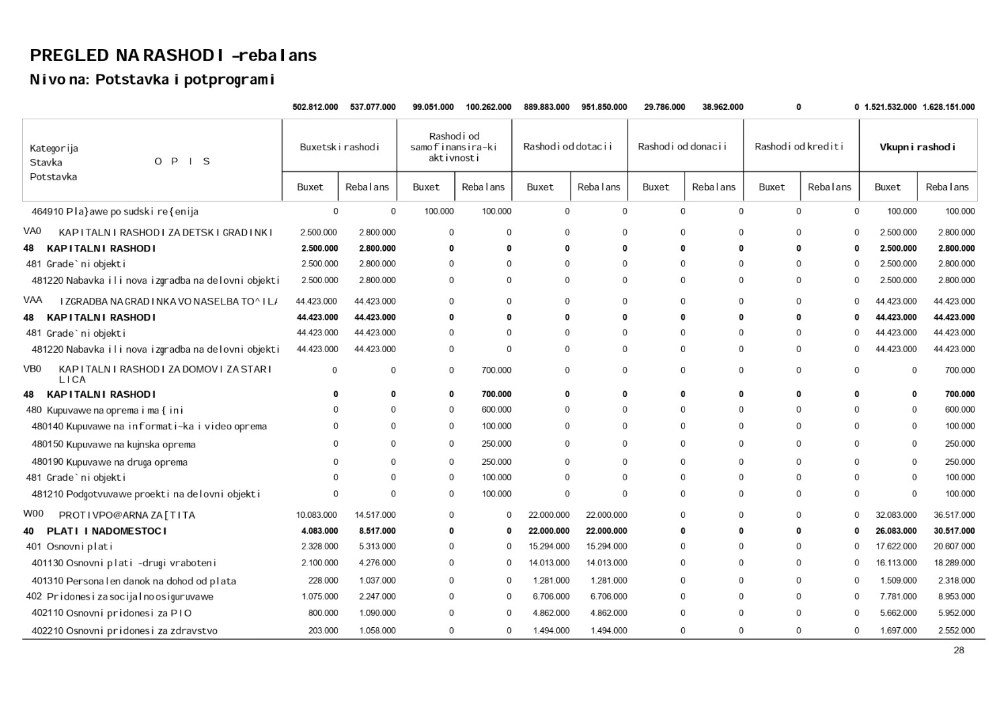 PREGLED NA RASHODI -rebalans
Nivo na: Potstavka i potprogrami
502.812.000 537.077.000 99.051.000 100.262.000 889.883.000 951.850.000 29.786.000 38.962.000 0 0 1.521.532.000 1.628.151.000
Kategorija
Stavka
Potstavka
O P I S
Buxetski rashodi
Rashodi od
samofinansira~ki
aktivnosti
Rashodi od dotacii
Rashodi od donacii
Rashodi od krediti
Vkupni rashodi
Buxet Rebalans Buxet Rebalans Buxet Rebalans Buxet Rebalans Buxet Rebalans Buxet Rebalans
464910 Pla}awe po sudski re{enija 0 0 100.000 100.000 0 0 0 0 0 0 100.000 100.000
VA0 KAPITALNI RASHODI ZA DETSKI GRADINKI 2.500.000 2.800.000 0 0 0 0 0 0 0 0 2.500.000 2.800.000
48 KAPITALNI RASHODI 2.500.000 2.800.000 0 0 0 0 0 0 0 0 2.500.000 2.800.000
481 Grade`ni objekti 2.500.000 2.800.000 0 0 0 0 0 0 0 0 2.500.000 2.800.000
481220 Nabavka ili nova izgradba na delovni objekti 2.500.000 2.800.000 0 0 0 0 0 0 0 0 2.500.000 2.800.000
VAA IZGRADBA NA GRADINKA VO NASELBA TO^ILA 44.423.000 44.423.000 0 0 0 0 0 0 0 0 44.423.000 44.423.000
48 KAPITALNI RASHODI 44.423.000 44.423.000 0 0 0 0 0 0 0 0 44.423.000 44.423.000
481 Grade`ni objekti 44.423.000 44.423.000 0 0 0 0 0 0 0 0 44.423.000 44.423.000
481220 Nabavka ili nova izgradba na delovni objekti 44.423.000 44.423.000 0 0 0 0 0 0 0 0 44.423.000 44.423.000
VB0 KAPITALNI RASHODI ZA DOMOVI ZA STARI 0 0 0 700.000 0 0 0 0 0 0 0 700.000
LICA
48 KAPITALNI RASHODI 0 0 0 700.000 0 0 0 0 0 0 0 700.000
480 Kupuvawe na oprema i ma{ini 0 0 0 600.000 0 0 0 0 0 0 0 600.000
480140 Kupuvawe na informati~ka i video oprema 0 0 0 100.000 0 0 0 0 0 0 0 100.000
480150 Kupuvawe na kujnska oprema 0 0 0 250.000 0 0 0 0 0 0 0 250.000
480190 Kupuvawe na druga oprema 0 0 0 250.000 0 0 0 0 0 0 0 250.000
481 Grade`ni objekti 0 0 0 100.000 0 0 0 0 0 0 0 100.000
481210 Podgotvuvawe proekti na delovni objekti 0 0 0 100.000 0 0 0 0 0 0 0 100.000
W00 PROTIVPO@ARNA ZA[TITA 10.083.000 14.517.000 0 0 22.000.000 22.000.000 0 0 0 0 32.083.000 36.517.000
40 PLATI I NADOMESTOCI 4.083.000 8.517.000 0 0 22.000.000 22.000.000 0 0 0 0 26.083.000 30.517.000
401 Osnovni plati 2.328.000 5.313.000 0 0 15.294.000 15.294.000 0 0 0 0 17.622.000 20.607.000
401130 Osnovni plati -drugi vraboteni 2.100.000 4.276.000 0 0 14.013.000 14.013.000 0 0 0 0 16.113.000 18.289.000
401310 Personalen danok na dohod od plata 228.000 1.037.000 0 0 1.281.000 1.281.000 0 0 0 0 1.509.000 2.318.000
402 Pridonesi za socijalno osiguruvawe 1.075.000 2.247.000 0 0 6.706.000 6.706.000 0 0 0 0 7.781.000 8.953.000
402110 Osnovni pridonesi za PIO 800.000 1.090.000 0 0 4.862.000 4.862.000 0 0 0 0 5.662.000 5.952.000
402210 Osnovni pridonesi za zdravstvo 203.000 1.058.000 0 0 1.494.000 1.494.000 0 0 0 0 1.697.000 2.552.000
28